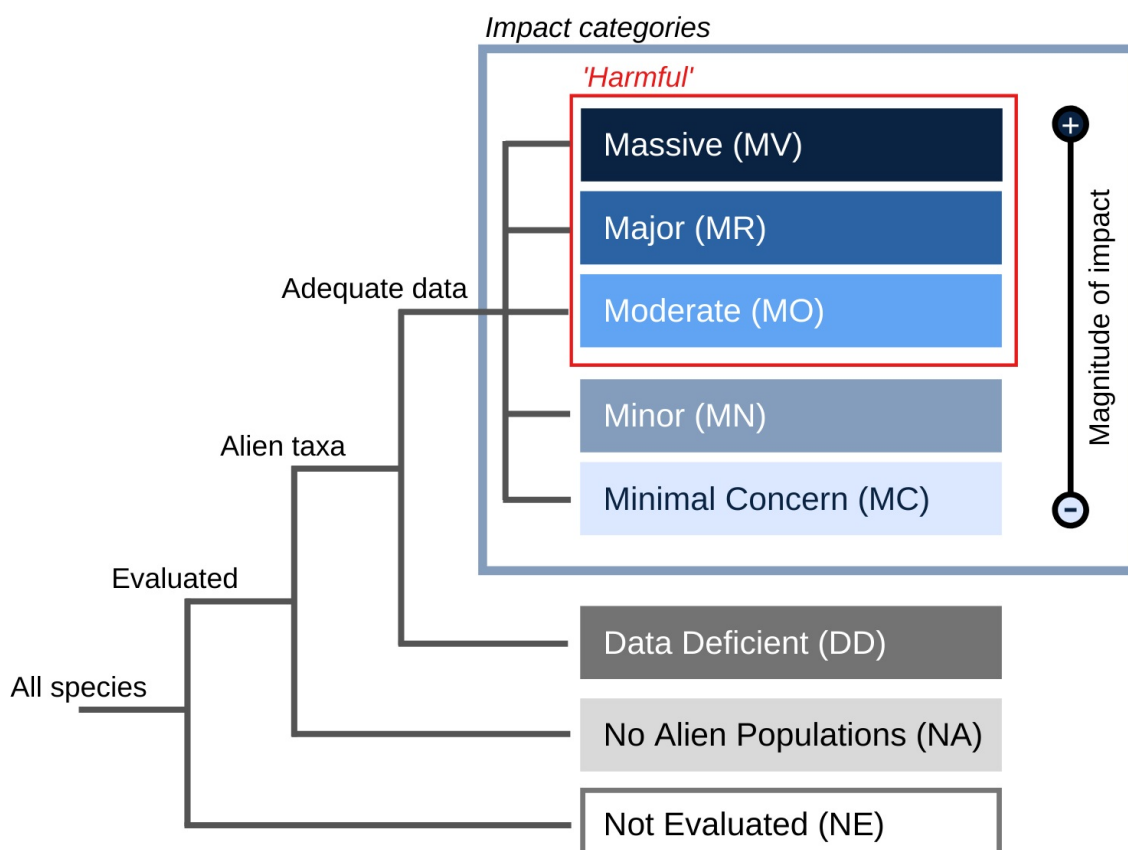 Impact categories
'Harmful'
Massive (MV)
+
Major (MR)
Adequate data
Moderate (MO)
Magnitude of impact
Minor (MN)
Alien taxa
Minimal Concern (MC)
-
Evaluated
Data Deficient (DD)
All species
No Alien Populations (NA)
Not Evaluated (NE)